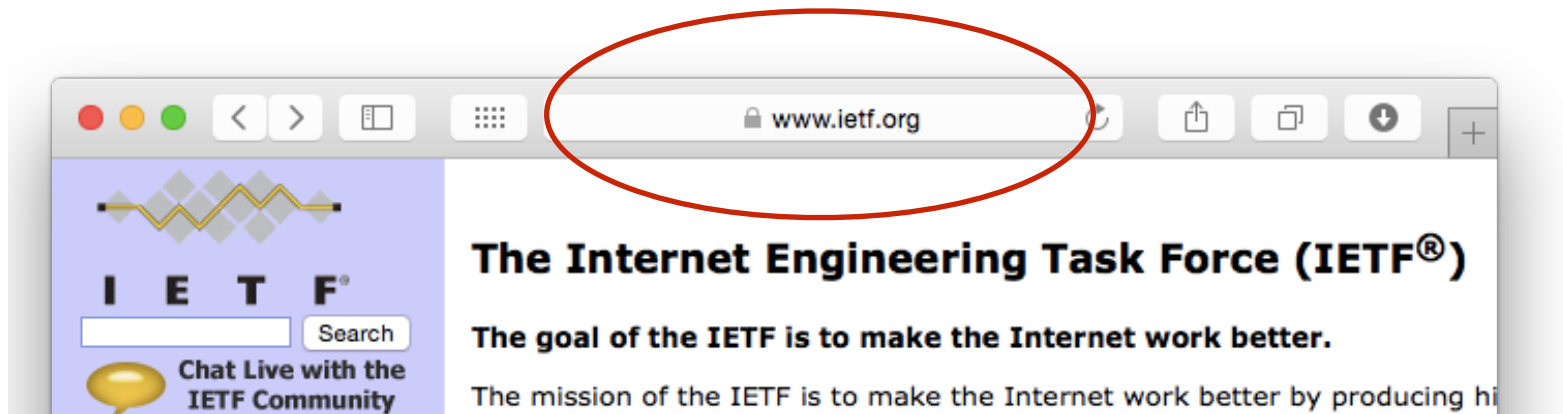 www.ietf.org
I E T F®
Search
Chat Live with the
IETF Community
The Internet Engineering Task Force (IETF®)
The goal of the IETF is to make the Internet work better.
The mission of the IETF is to make the Internet work better by producing hi